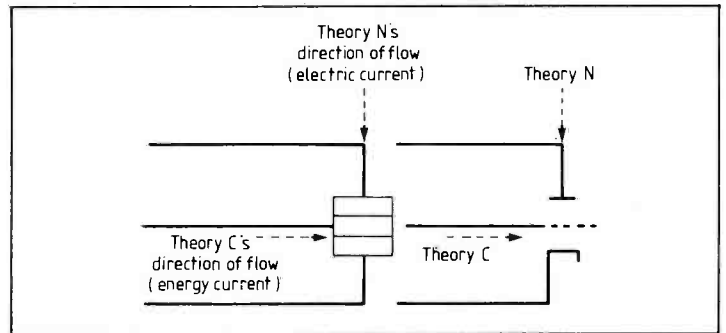 Theory N's
direction of flow
(electric current)
Theory N
Theory C's
direction of flow
(energy current)
Theory C